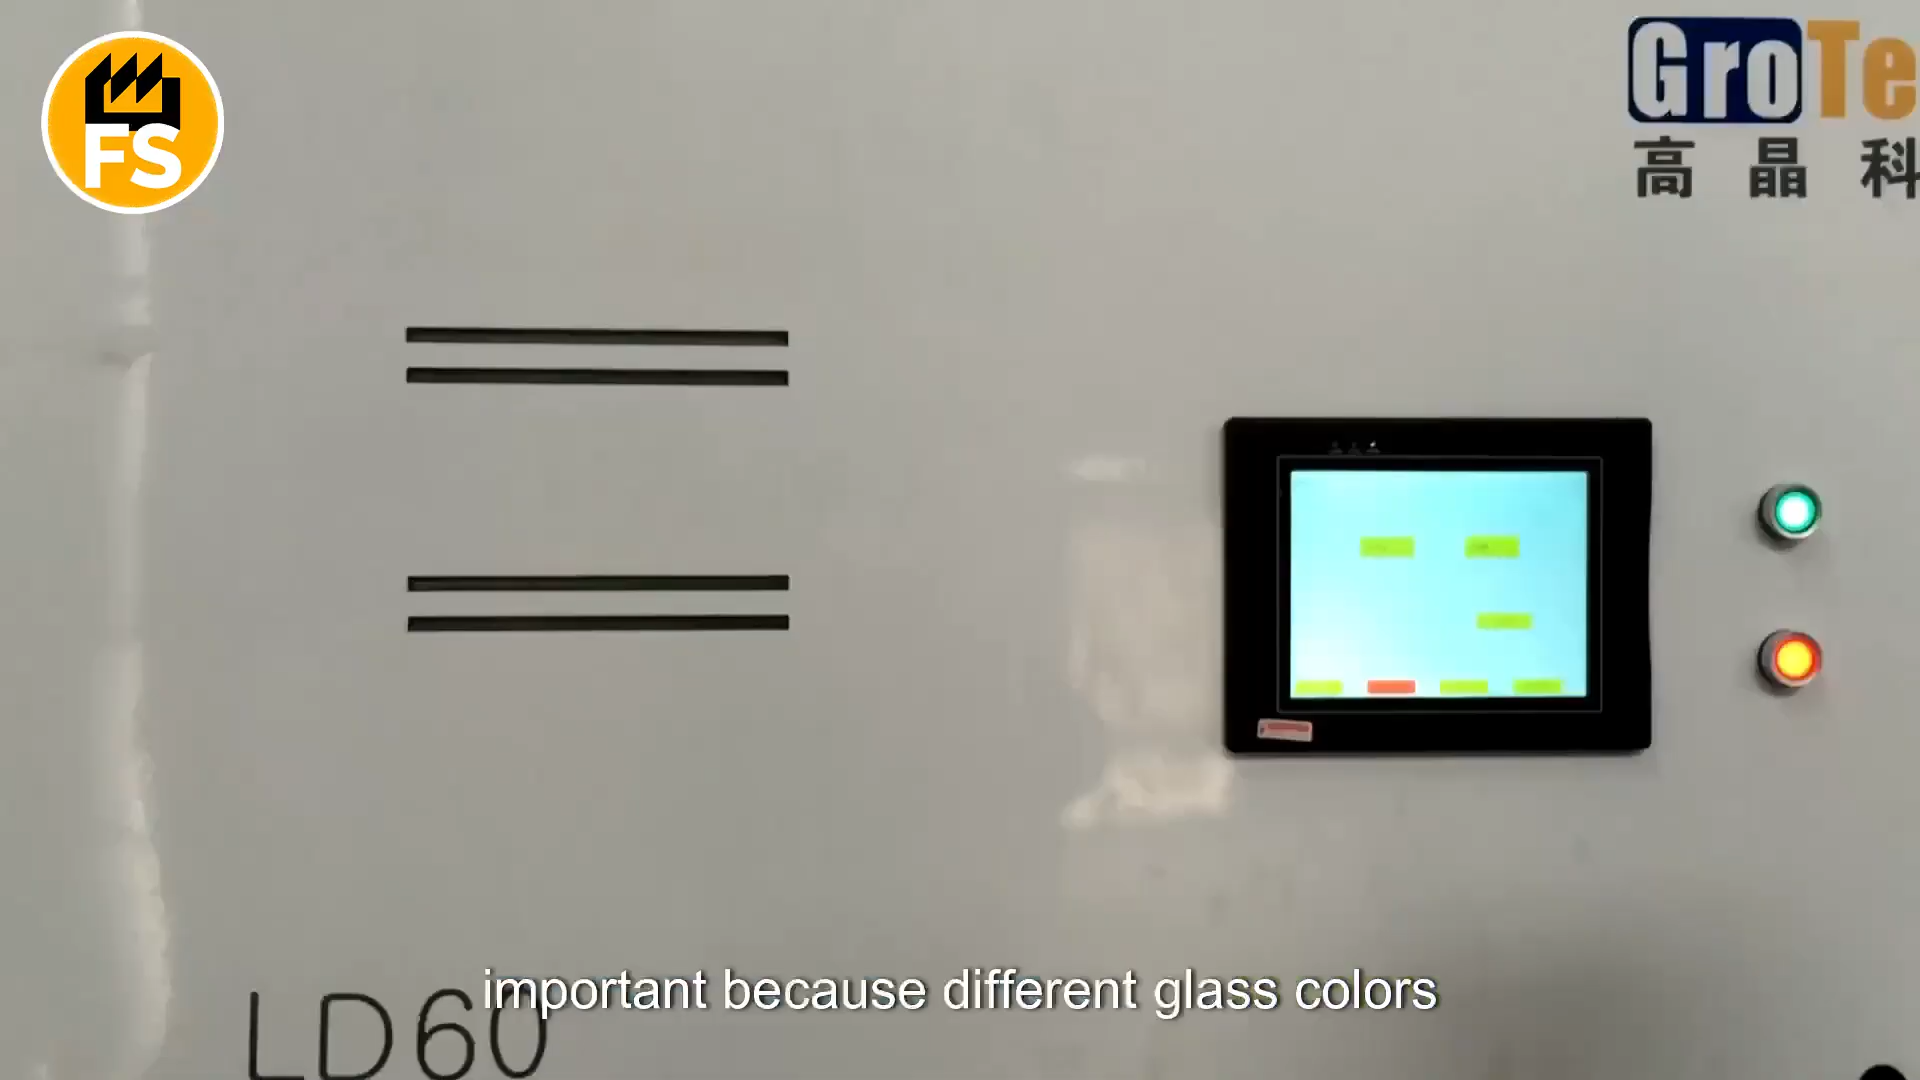 FS
GroTe
高晶科
important because different glass colors
LD60